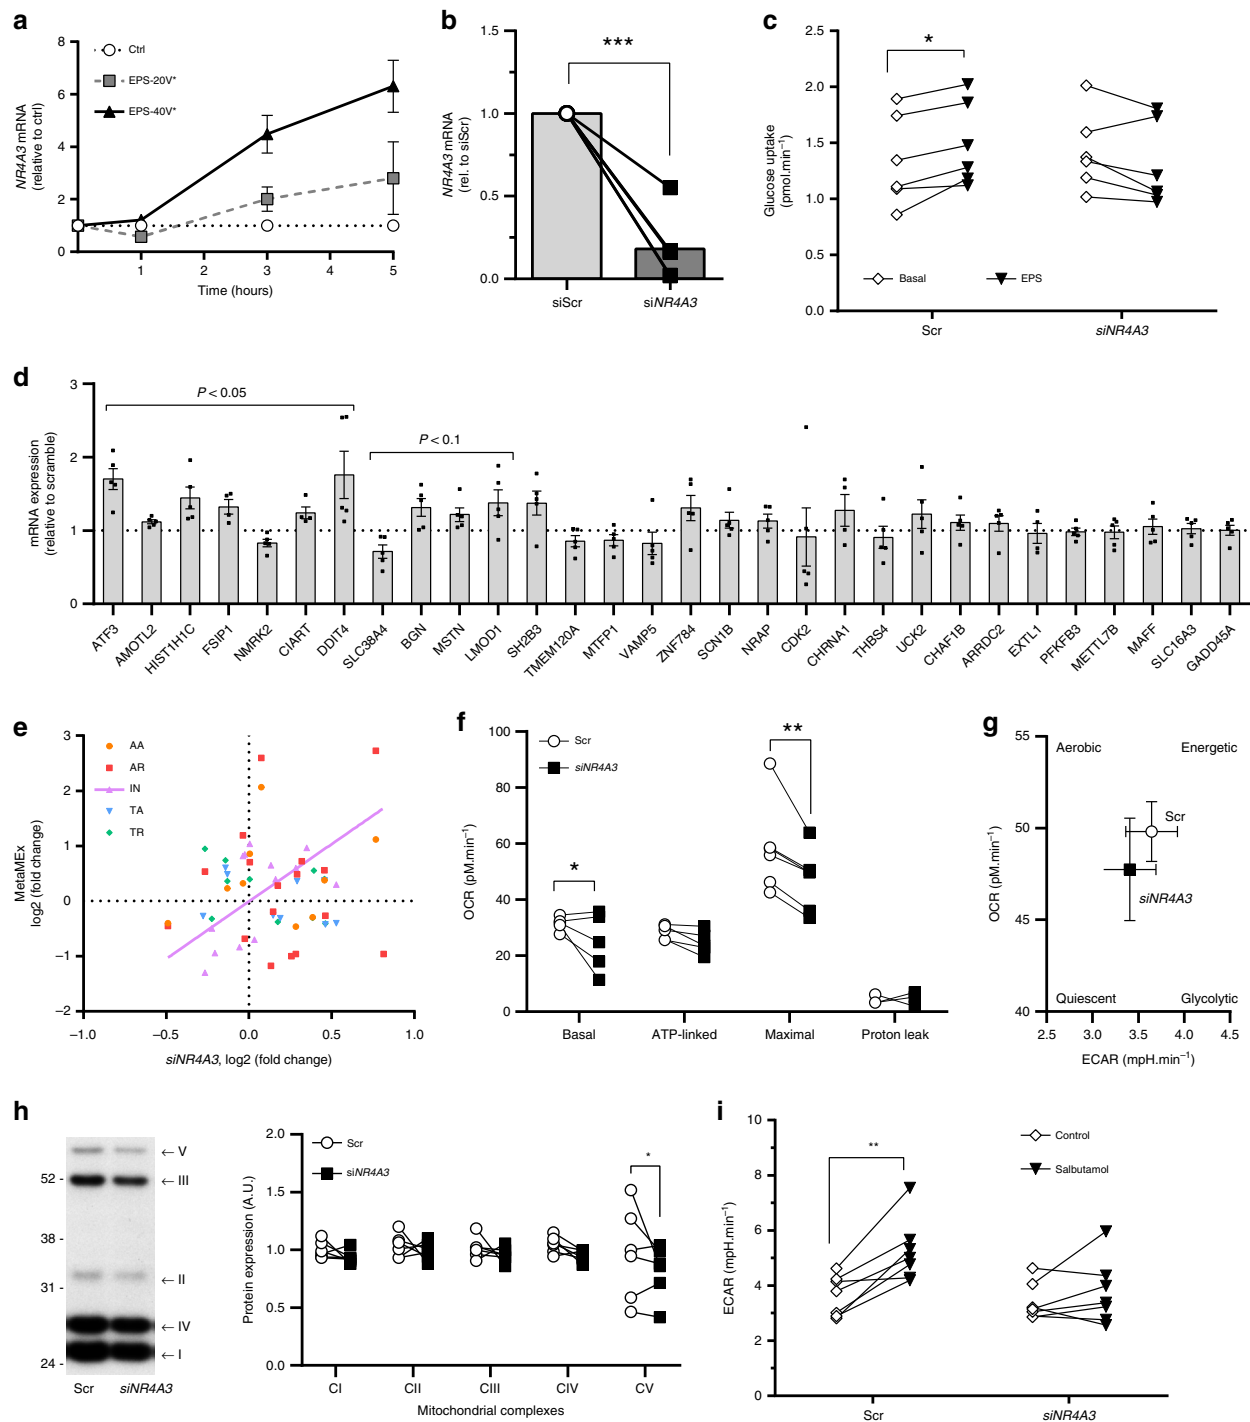 a
NR4A3 mRNA
(relative to ctrl)
8
6
4
2
0
Ctrl
EPS-20V*
EPS-40V*
1
2
3
4
5
Time (hours)
b
NR4A3 mRNA
(rel. to siScr)
1.5
1.0
0.5
0.0
***
siScr
siNR4A3
c
Glucose uptake
(pmol.min⁻¹)
2.5
2.0
1.5
1.0
0.5
0.0
*
Basal
EPS
Scr
siNR4A3
d
mRNA expression
(relative to scramble)
3
2
1
0
P < 0.05
P < 0.1
ATF3
AMOTL2
HIST1H1C
FSIP1
NMRK2
CIART
DDIT4
SLC38A4
BGN
MSTN
LMOD1
SH2B3
TMEM120A
MTFP1
VAMP5
ZNF784
SCN1B
NRAP
CDK2
CHRNA1
THBS4
UCK2
CHAF1B
ARRDC2
EXTL1
PFKFB3
METTL7B
MAFF
SLC16A3
GADD45A
e
MetaMEx
log2 (fold change)
3
2
1
0
−1
−2
AA
AR
IN
TA
TR
−1.0
−0.5
0.0
0.5
1.0
siNR4A3, log2 (fold change)
f
OCR (pM.min⁻¹)
100
80
60
40
20
0
Scr
siNR4A3
*
**
Basal
ATP-linked
Maximal
Proton leak
g
OCR (pM.min⁻¹)
55
50
45
40
Aerobic
Energetic
Scr
siNR4A3
Quiescent
Glycolytic
2.5
3.0
3.5
4.0
4.5
ECAR (mpH.min⁻¹)
h
52 -
38 -
31 -
24 -
← V
← III
← II
← IV
← I
Scr
siNR4A3
Protein expression (A.U.)
2.0
1.5
1.0
0.5
0.0
Scr
siNR4A3
*
CI
CII
CIII
CIV
CV
Mitochondrial complexes
i
ECAR (mpH.min⁻¹)
10
8
6
4
2
0
**
Control
Salbutamol
Scr
siNR4A3